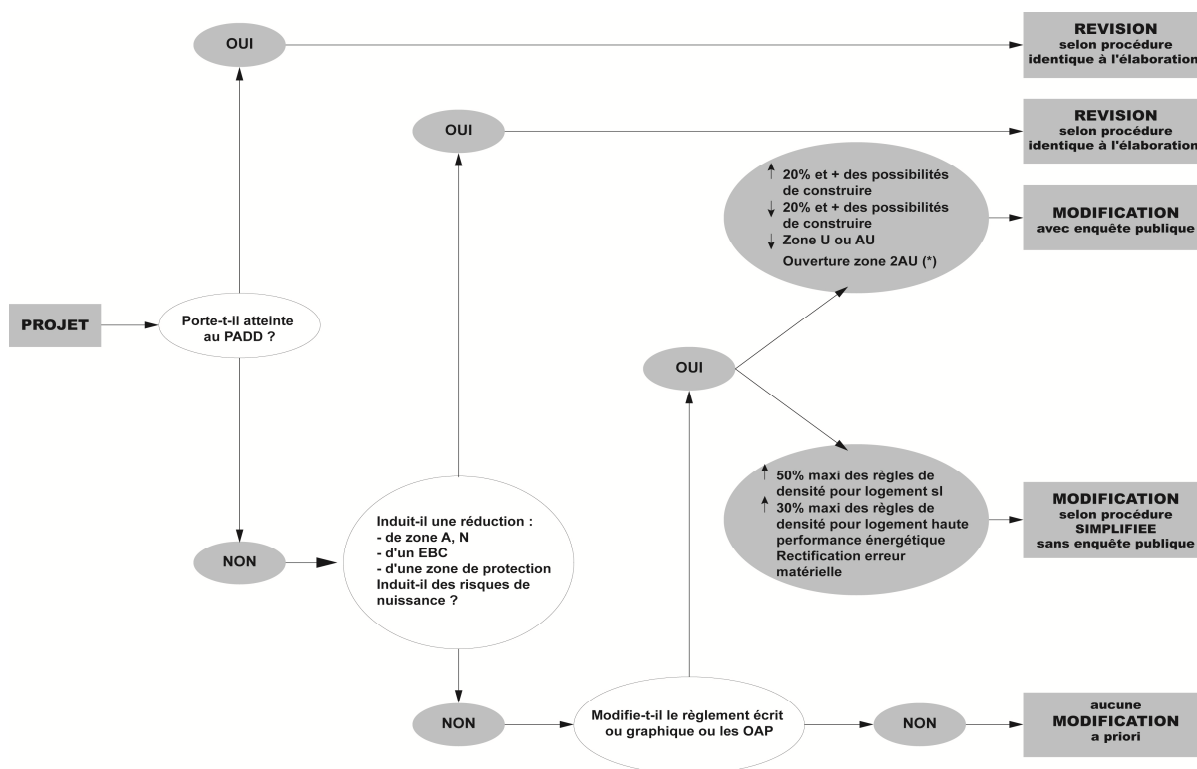 OUI
REVISION
selon procédure
identique à l'élaboration
OUI
REVISION
selon procédure
identique à l'élaboration
↑ 20% et + des possibilités
de construire
↓ 20% et + des possibilités
de construire
↓ Zone U ou AU
Ouverture zone 2AU (*)
MODIFICATION
avec enquête publique
PROJET
Porte-t-il atteinte
au PADD ?
OUI
↑ 50% maxi des règles de
densité pour logement sl
↑ 30% maxi des règles de
densité pour logement haute
performance énergétique
Rectification erreur
matérielle
MODIFICATION
selon procédure
SIMPLIFIEE
sans enquête publique
NON
Induit-il une réduction :
- de zone A, N
- d'un EBC
- d'une zone de protection
Induit-il des risques de
nuissance ?
NON
Modifie-t-il le règlement écrit
ou graphique ou les OAP
NON
aucune
MODIFICATION
a priori